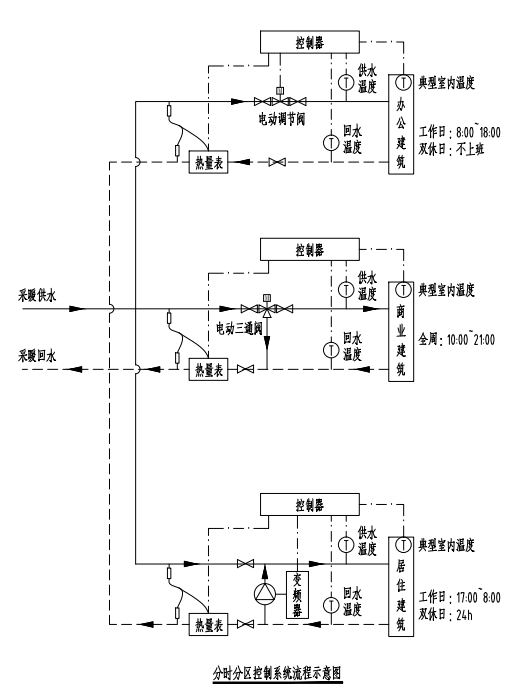 控制器
供水
温度
T
T
典型室内温度
电动调节阀
办公建筑
工作日：8:00~18:00
双休日：不上班
回水
温度
T
热量表
控制器
供水
温度
T
T
典型室内温度
采暖供水
电动三通阀
商业建筑
全周：10:00~21:00
回水
温度
T
采暖回水
热量表
控制器
供水
温度
T
T
典型室内温度
居住建筑
变频器
回水
温度
T
工作日：17:00~8:00
双休日：24h
热量表
分时分区控制系统流程示意图